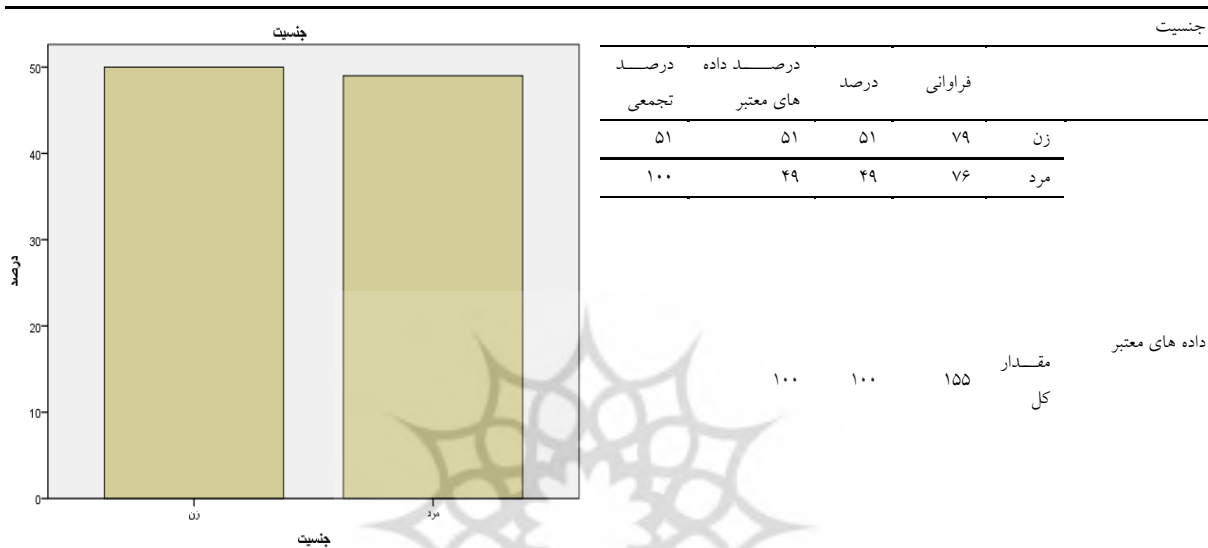 جنسیت
فراوانی درصد درصد داده های معتبر درصد تجمعی
داده های معتبر
زن ۷۹ ۵۱ ۵۱ ۵۱
مرد ۷۶ ۴۹ ۴۹ ۱۰۰
مقدار کل ۱۵۵ ۱۰۰ ۱۰۰
جنسیت
درصد
50
40
30
20
10
0
زن مرد
جنسیت